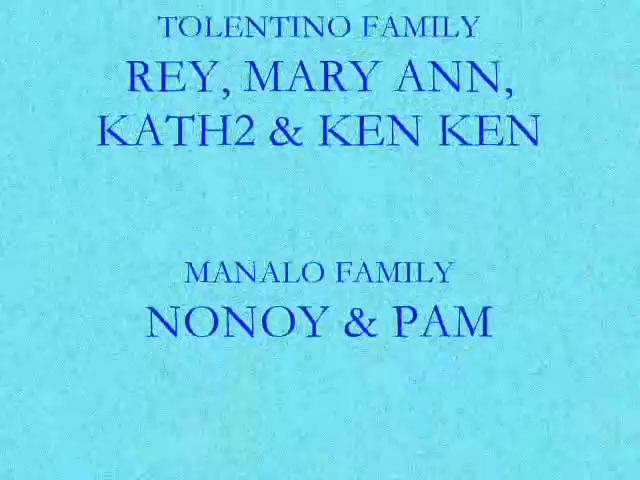 TOLENTINO FAMILY
REY, MARY ANN,
KATH2 & KEN KEN
MANALO FAMILY
NONOY & PAM